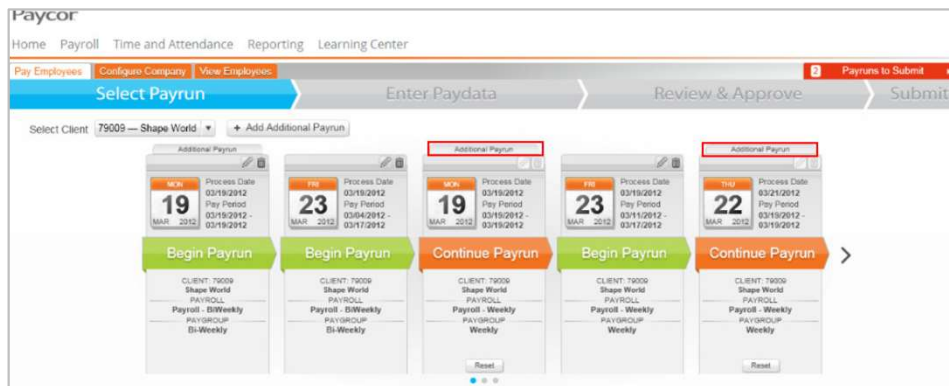 Paycor
Home Payroll Time and Attendance Reporting Learning Center
Pay Employees Configure Company View Employees 2 Payruns to Submit
Select Payrun Enter Paydata Review & Approve Submit
Select Client 79009 — Shape World + Add Additional Payrun
Additional Payrun
MON
19
MAR 2012
Process Date
03/19/2012
Pay Period
03/19/2012 -
03/19/2012
Begin Payrun
CLIENT: 79009
Shape World
PAYROLL
Payroll - BiWeekly
PAYGROUP
Bi-Weekly
FRI
23
MAR 2012
Process Date
03/19/2012
Pay Period
03/04/2012 -
03/17/2012
Begin Payrun
CLIENT: 79009
Shape World
PAYROLL
Payroll - BiWeekly
PAYGROUP
Bi-Weekly
Additional Payrun
MON
19
MAR 2012
Process Date
03/19/2012
Pay Period
03/19/2012 -
03/19/2012
Continue Payrun
CLIENT: 79009
Shape World
PAYROLL
Payroll - Weekly
PAYGROUP
Weekly
Reset
FRI
23
MAR 2012
Process Date
03/19/2012
Pay Period
03/11/2012 -
03/17/2012
Begin Payrun
CLIENT: 79009
Shape World
PAYROLL
Payroll - Weekly
PAYGROUP
Weekly
Additional Payrun
THU
22
MAR 2012
Process Date
03/21/2012
Pay Period
03/19/2012 -
03/19/2012
Continue Payrun
CLIENT: 79009
Shape World
PAYROLL
Payroll - Weekly
PAYGROUP
Weekly
Reset